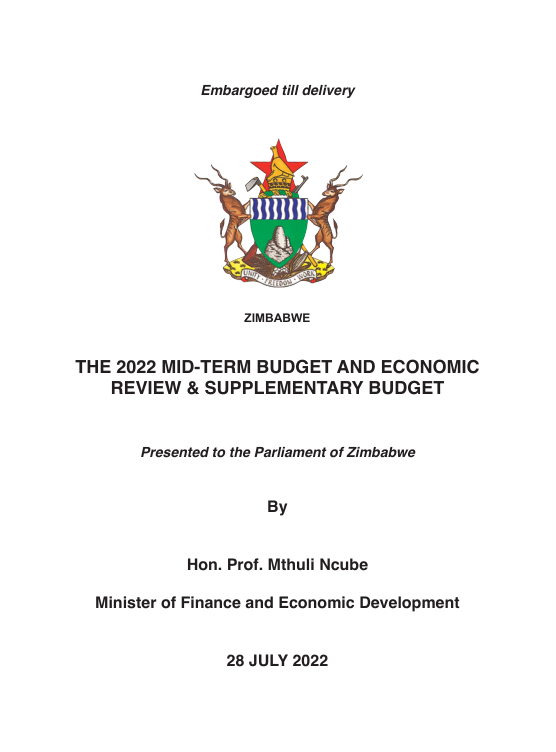 Embargoed till delivery
UNITY FREEDOM WORK
ZIMBABWE
THE 2022 MID-TERM BUDGET AND ECONOMIC
REVIEW & SUPPLEMENTARY BUDGET
Presented to the Parliament of Zimbabwe
By
Hon. Prof. Mthuli Ncube
Minister of Finance and Economic Development
28 JULY 2022